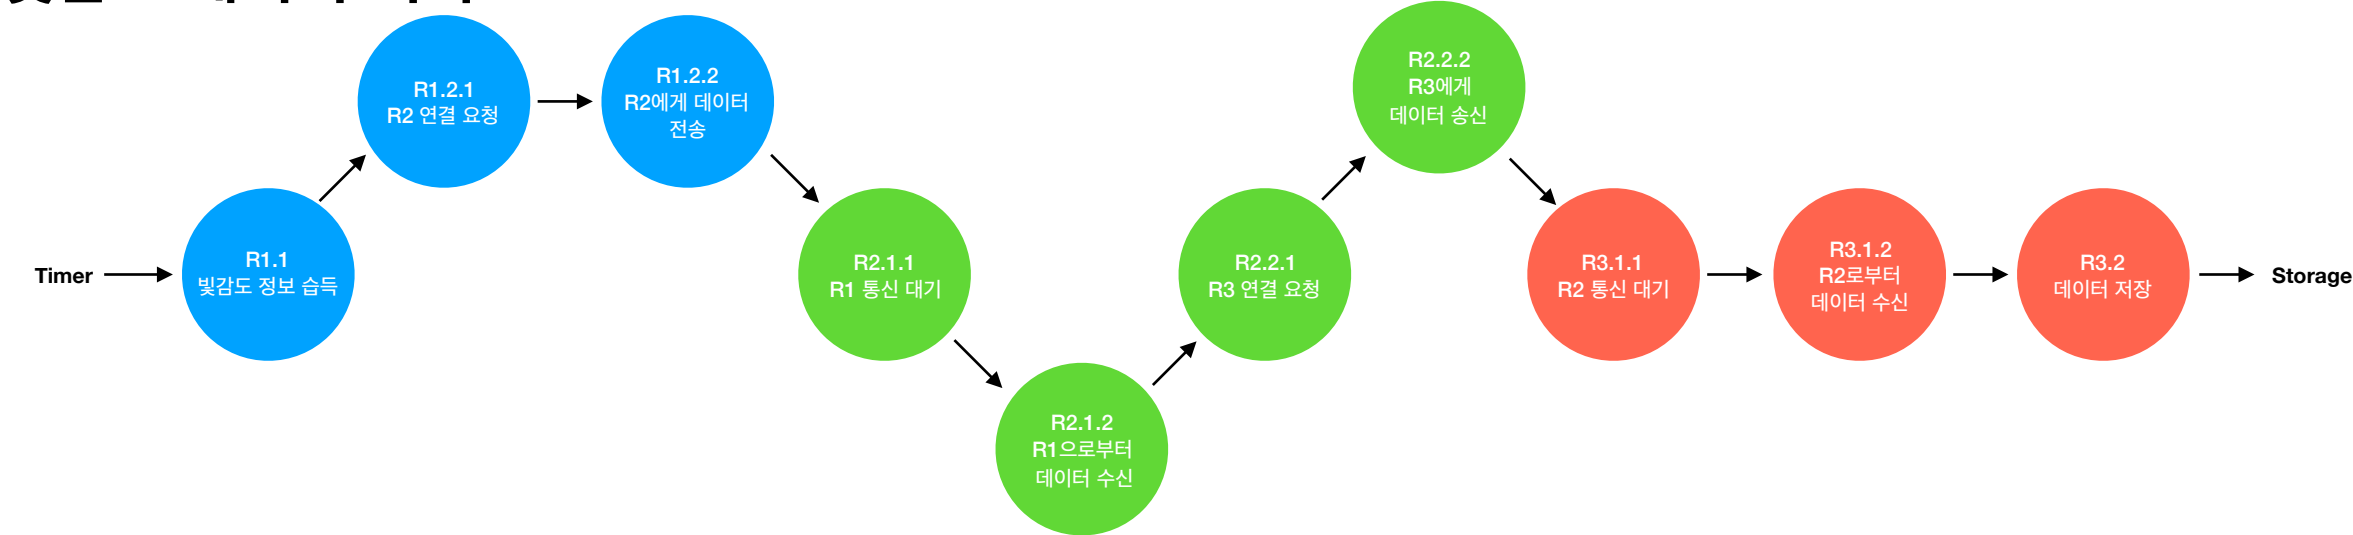 Timer
R1.1
빛감도 정보 습득
R1.2.1
R2 연결 요청
R1.2.2
R2에게 데이터
전송
R2.1.1
R1 통신 대기
R2.1.2
R1으로부터
데이터 수신
R2.2.1
R3 연결 요청
R2.2.2
R3에게
데이터 송신
R3.1.1
R2 통신 대기
R3.1.2
R2로부터
데이터 수신
R3.2
데이터 저장
Storage